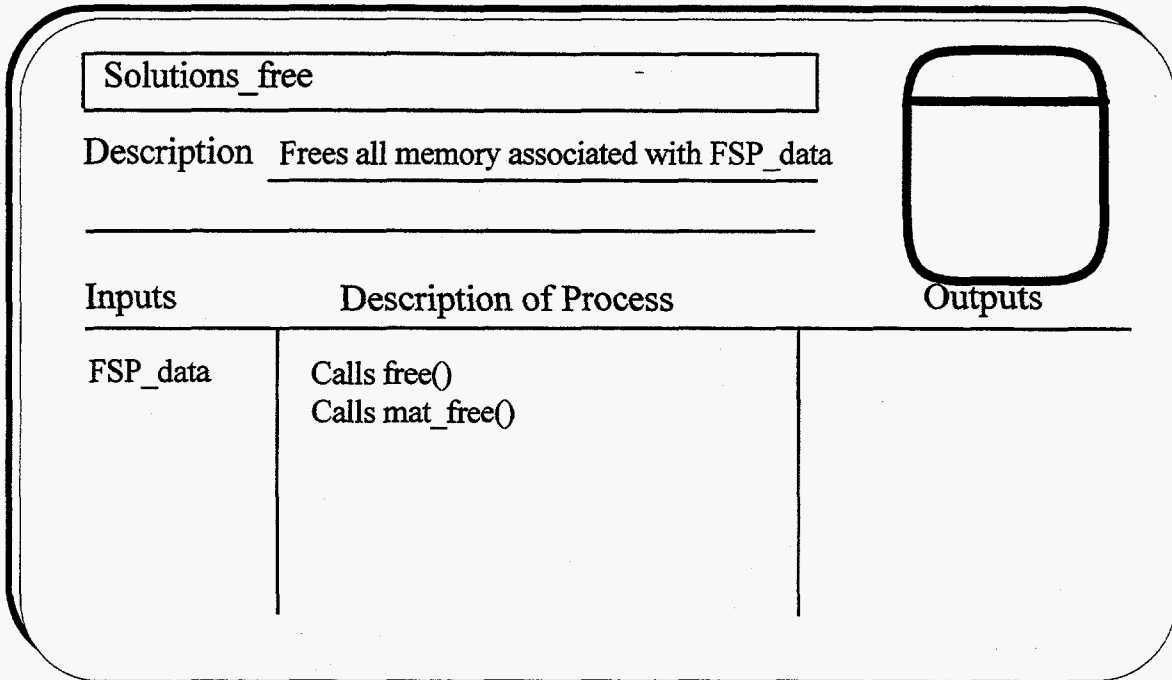 Solutions_free
Description Frees all memory associated with FSP_data
Inputs Description of Process Outputs
FSP_data Calls free()
Calls mat_free()